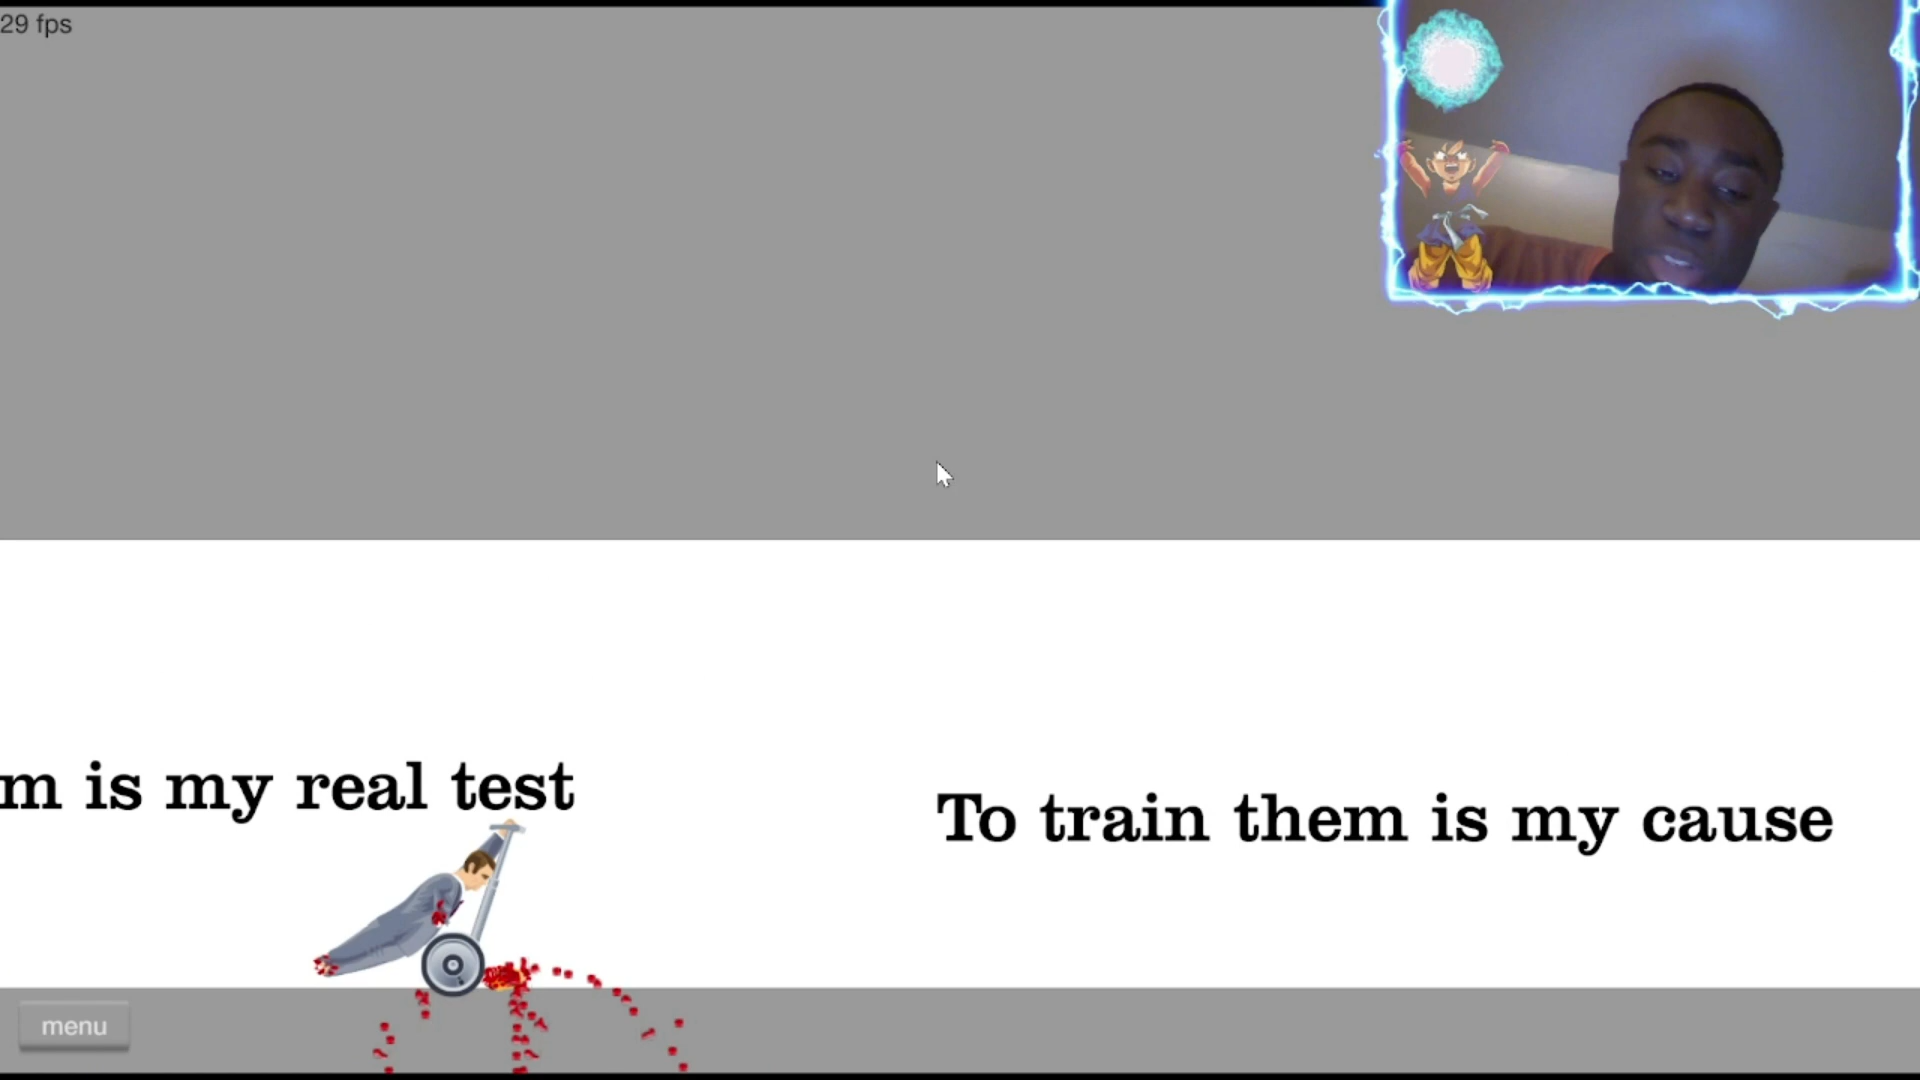 29 fps
m is my real test
To train them is my cause
menu